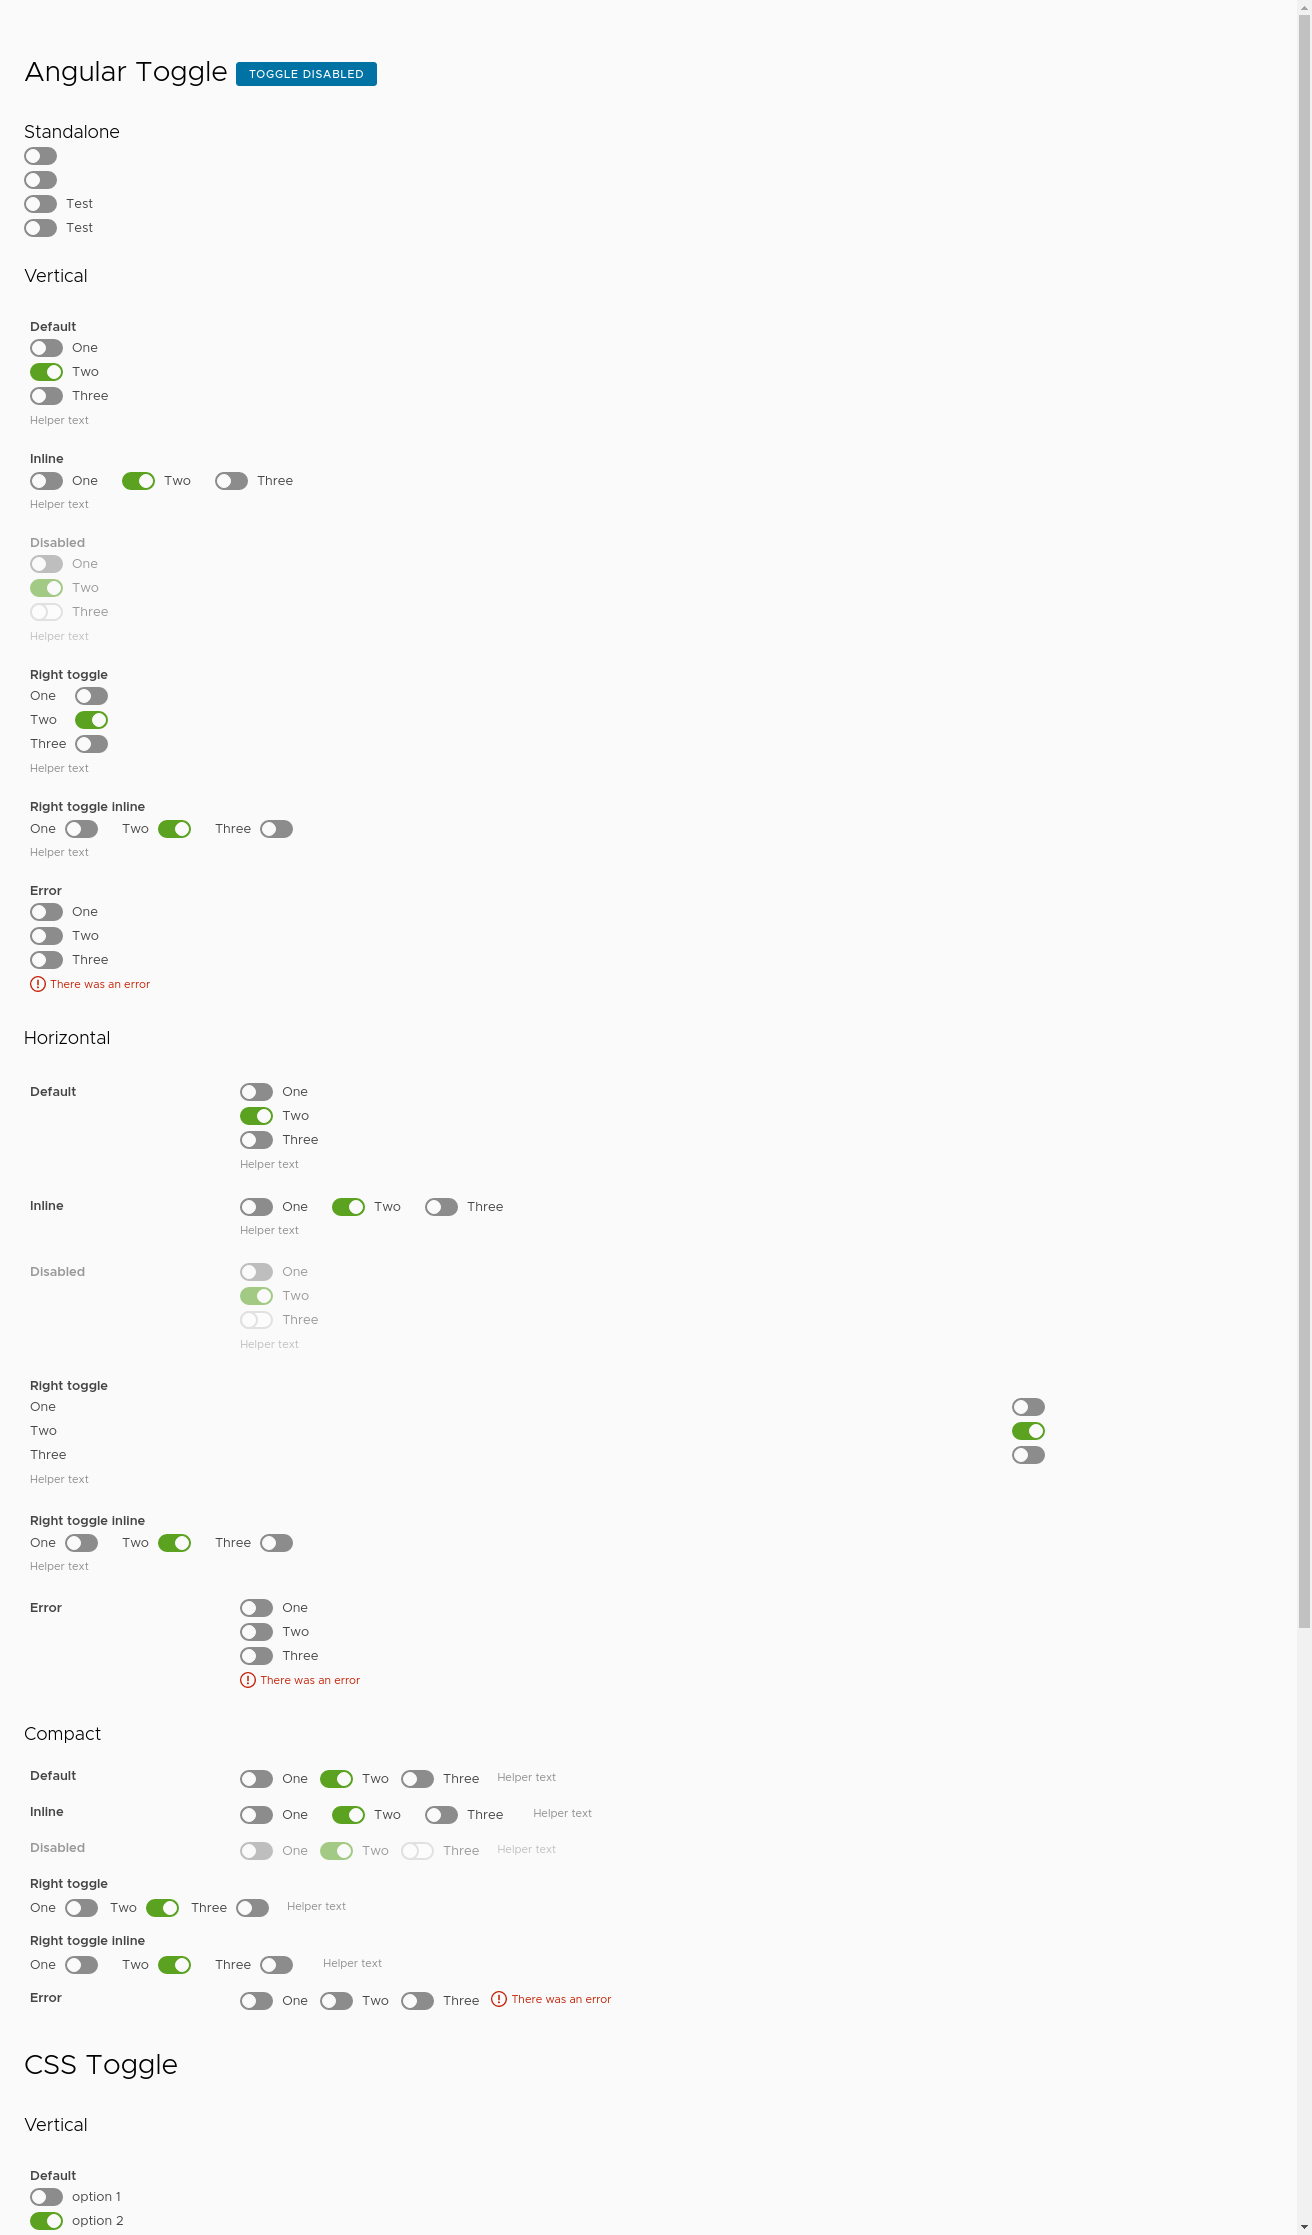 Angular Toggle TOGGLE DISABLED
Standalone
Test
Test
Vertical
Default
One
Two
Three
Helper text
Inline
One Two Three
Helper text
Disabled
One
Two
Three
Helper text
Right toggle
One
Two
Three
Helper text
Right toggle inline
One Two Three
Helper text
Error
One
Two
Three
There was an error
Horizontal
Default One
Two
Three
Helper text
Inline One Two Three
Helper text
Disabled One
Two
Three
Helper text
Right toggle
One
Two
Three
Helper text
Right toggle inline
One Two Three
Helper text
Error One
Two
Three
There was an error
Compact
Default One Two Three Helper text
Inline One Two Three Helper text
Disabled One Two Three Helper text
Right toggle
One Two Three Helper text
Right toggle inline
One Two Three Helper text
Error One Two Three There was an error
CSS Toggle
Vertical
Default
option 1
option 2